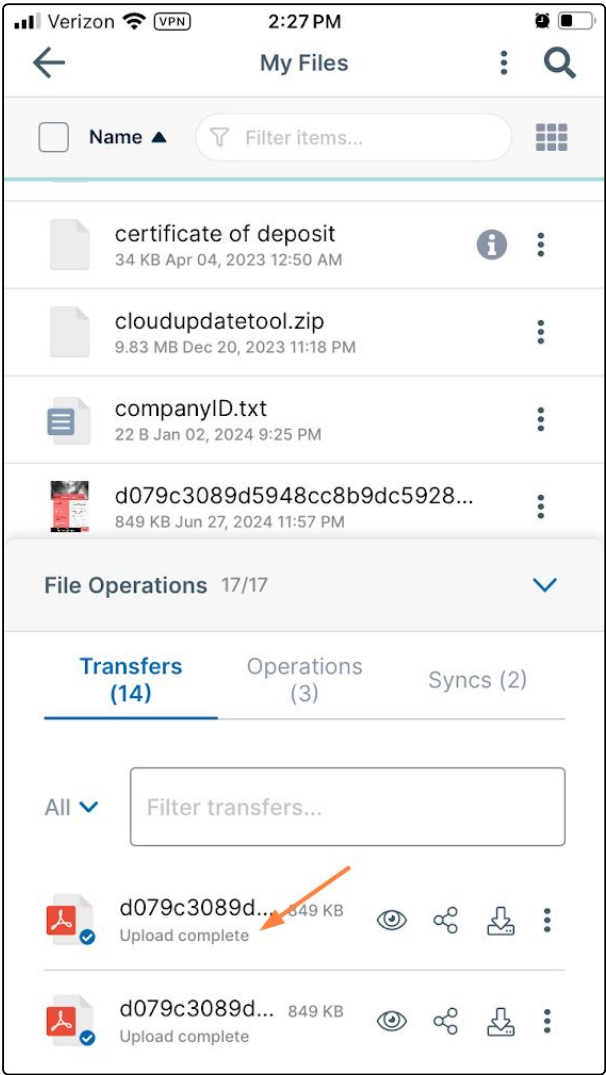 Verizon VPN 2:27 PM
My Files
Name Filter items...
certificate of deposit
34 KB Apr 04, 2023 12:50 AM
cloudupdatetool.zip
9.83 MB Dec 20, 2023 11:18 PM
companyID.txt
22 B Jan 02, 2024 9:25 PM
d079c3089d5948cc8b9dc5928...
849 KB Jun 27, 2024 11:57 PM
File Operations 17/17
Transfers
(14)
Operations
(3)
Syncs (2)
All Filter transfers...
d079c3089d... 849 KB
Upload complete
d079c3089d... 849 KB
Upload complete